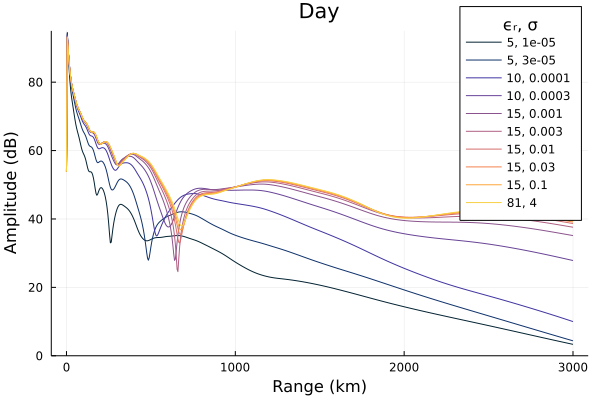 Day
ϵᵣ, σ
5, 1e-05
5, 3e-05
10, 0.0001
10, 0.0003
15, 0.001
15, 0.003
15, 0.01
15, 0.03
15, 0.1
81, 4
Amplitude (dB)
80
60
40
20
0
0 1000 2000 3000
Range (km)